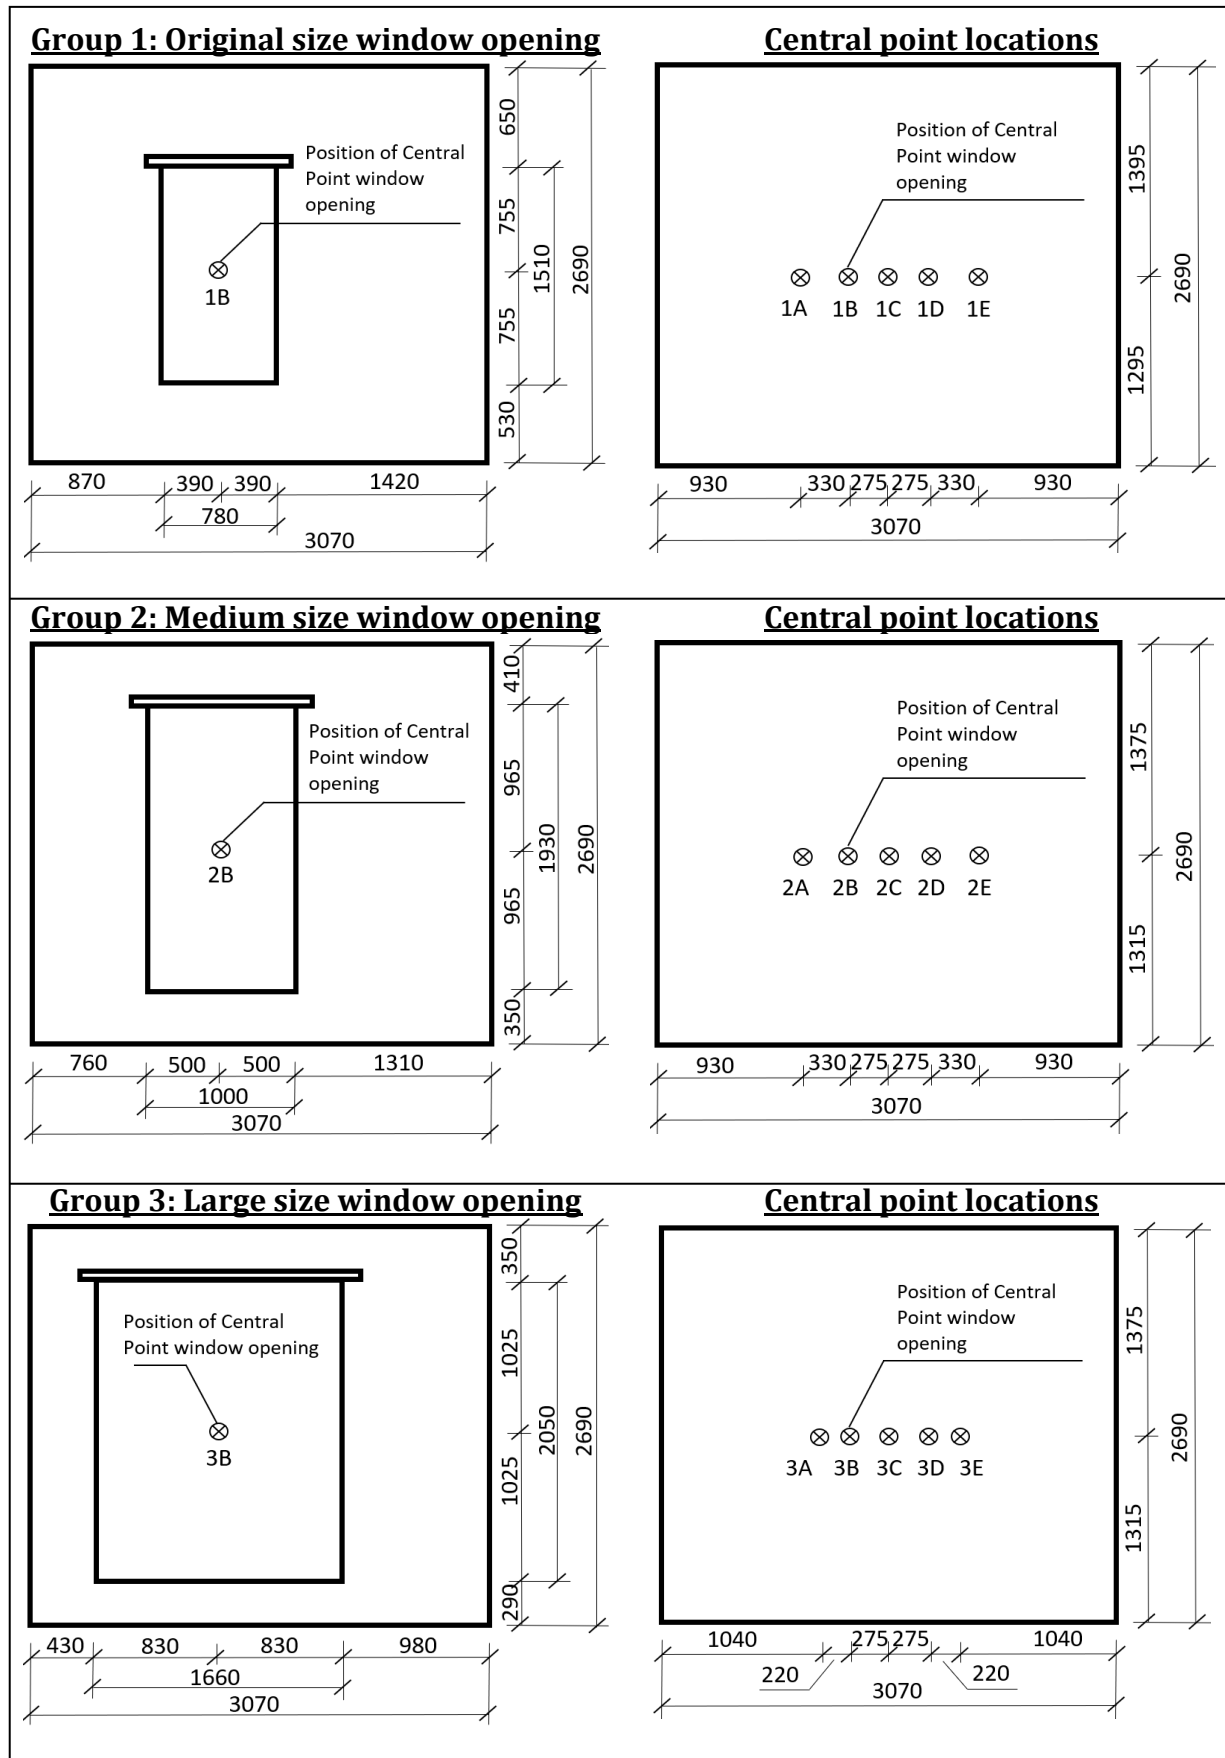 Group 1: Original size window opening
Central point locations
Position of Central
Point window
opening
1B
650
755
755
530
1510
2690
870
390
390
1420
780
3070
Position of Central
Point window
opening
1A
1B
1C
1D
1E
1395
1295
2690
930
330
275
275
330
930
3070
Group 2: Medium size window opening
Central point locations
Position of Central
Point window
opening
2B
410
965
965
350
1930
2690
760
500
500
1310
1000
3070
Position of Central
Point window
opening
2A
2B
2C
2D
2E
1375
1315
2690
930
330
275
275
330
930
3070
Group 3: Large size window opening
Central point locations
Position of Central
Point window opening
3B
350
1025
1025
290
2050
2690
430
830
830
980
1660
3070
Position of Central
Point window
opening
3A
3B
3C
3D
3E
1375
1315
2690
1040
275
275
1040
220
220
3070